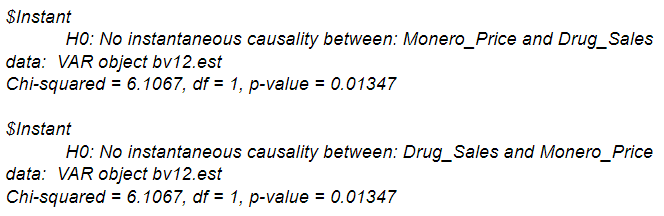 $Instant
H0: No instantaneous causality between: Monero_Price and Drug_Sales
data:  VAR object bv12.est
Chi-squared = 6.1067, df = 1, p-value = 0.01347
$Instant
H0: No instantaneous causality between: Drug_Sales and Monero_Price
data:  VAR object bv12.est
Chi-squared = 6.1067, df = 1, p-value = 0.01347